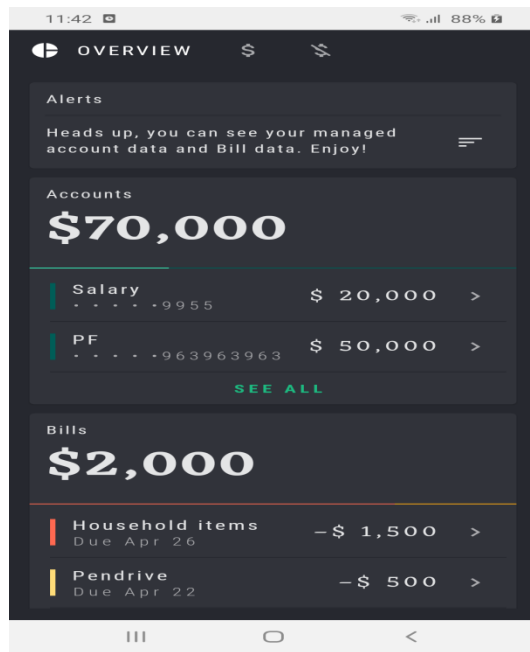 11:42 88%
OVERVIEW $
Alerts
Heads up, you can see your managed
account data and Bill data. Enjoy!
Accounts
$70,000
Salary $ 20,000 >
· · · · ·9955
PF $ 50,000 >
· · · · ·963963963
SEE ALL
Bills
$2,000
Household items –$ 1,500 >
Due Apr 26
Pendrive –$ 500 >
Due Apr 22